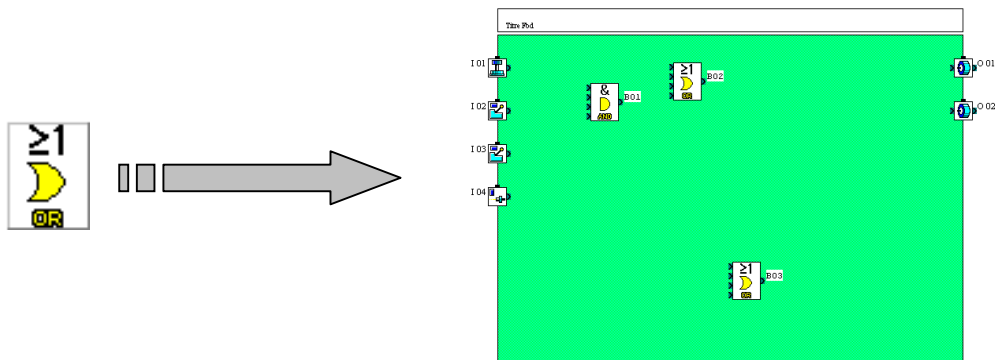 ≥1
OR
Titre Fbd
I 01
I 02
I 03
I 04
&
AND
B01
≥1
OR
B02
≥1
OR
B03
O 01
O 02